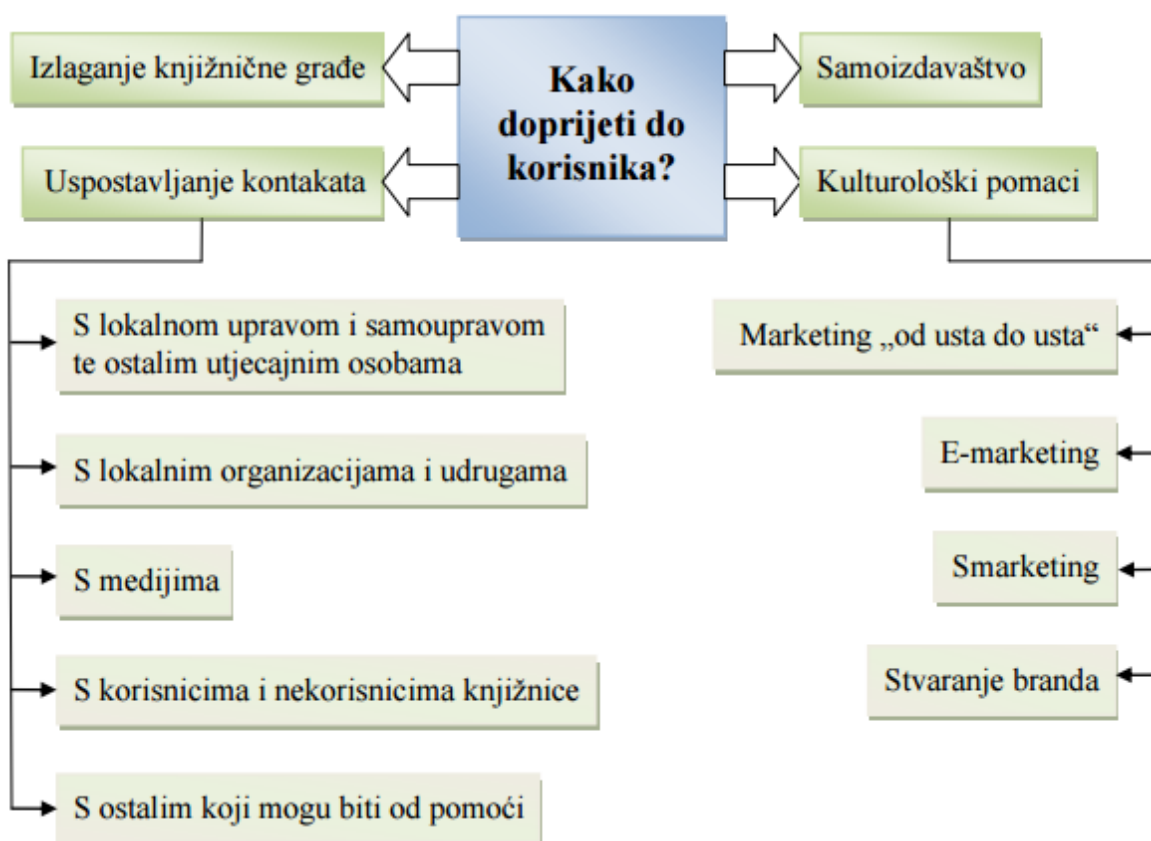 Kako
doprijeti do
korisnika?
Izlaganje knjižnične građe
Uspostavljanje kontakata
Samoizdavaštvo
Kulturološki pomaci
S lokalnom upravom i samoupravom
te ostalim utjecajnim osobama
S lokalnim organizacijama i udrugama
S medijima
S korisnicima i nekorisnicima knjižnice
S ostalim koji mogu biti od pomoći
Marketing „od usta do usta“
E-marketing
Smarketing
Stvaranje branda